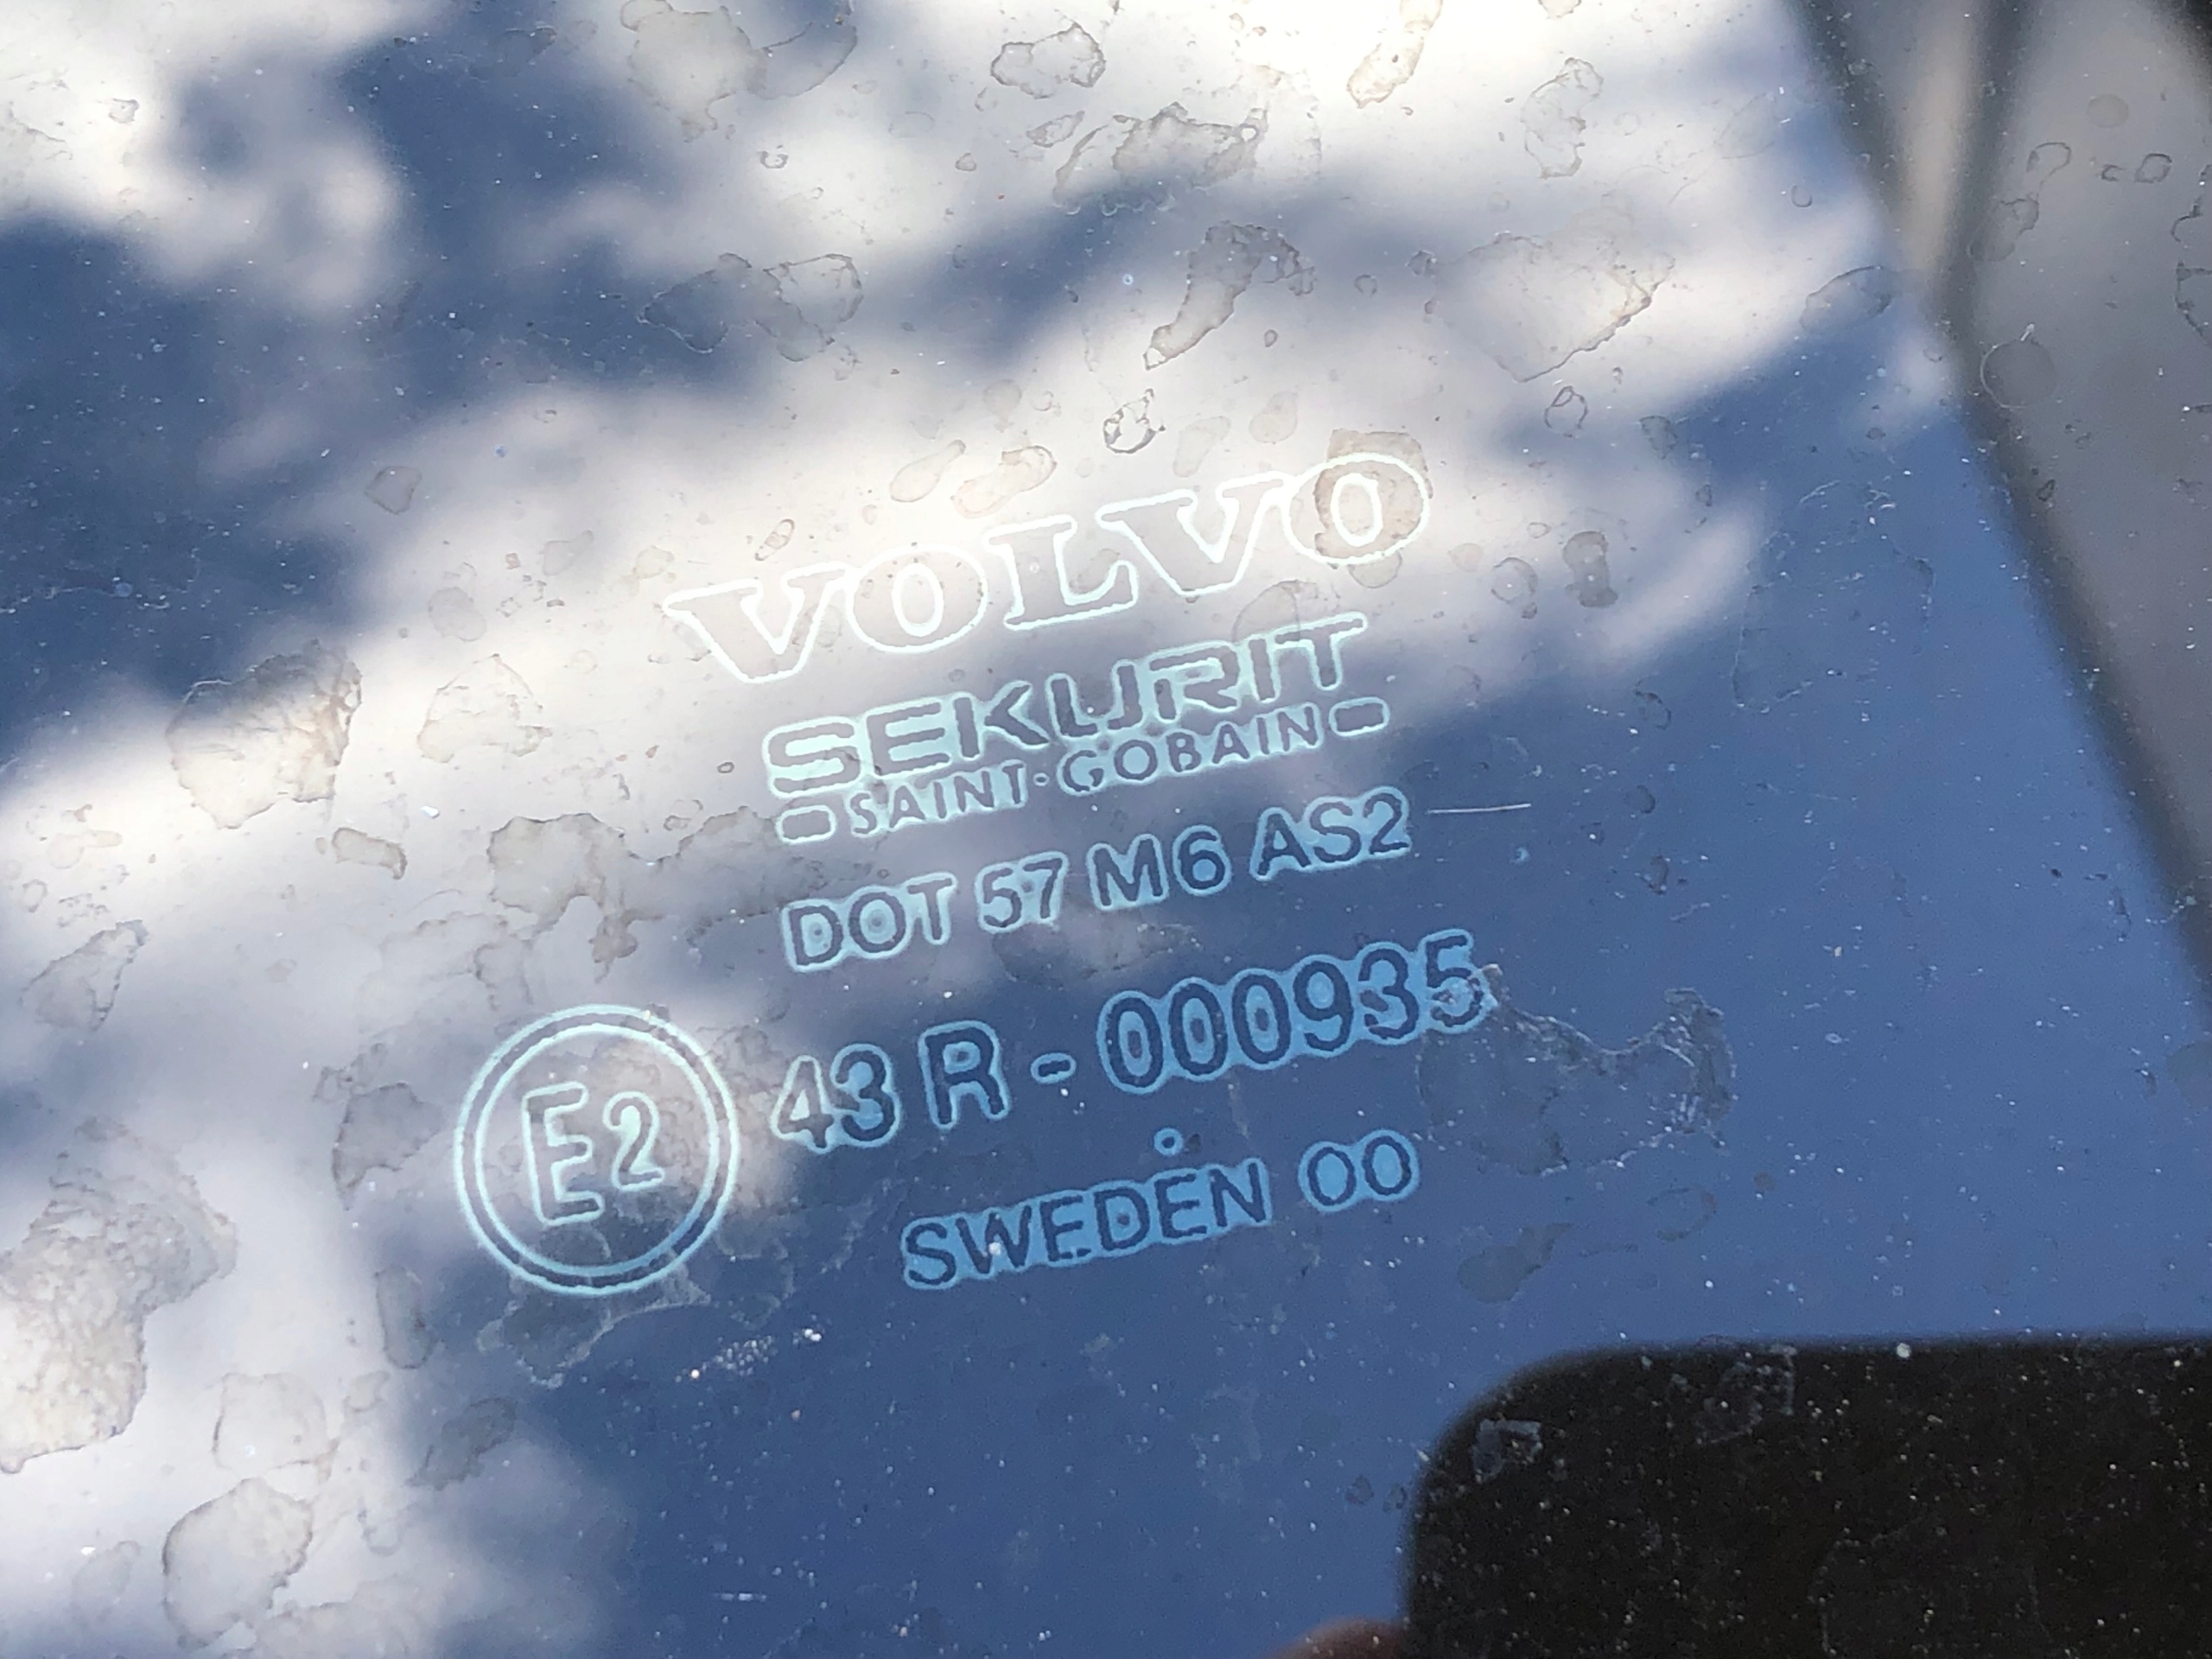 VOLVO
SEKURIT
SAINT-GOBAIN
DOT 57 M6 AS2
E2 43 R - 000935
SWEDEN 00